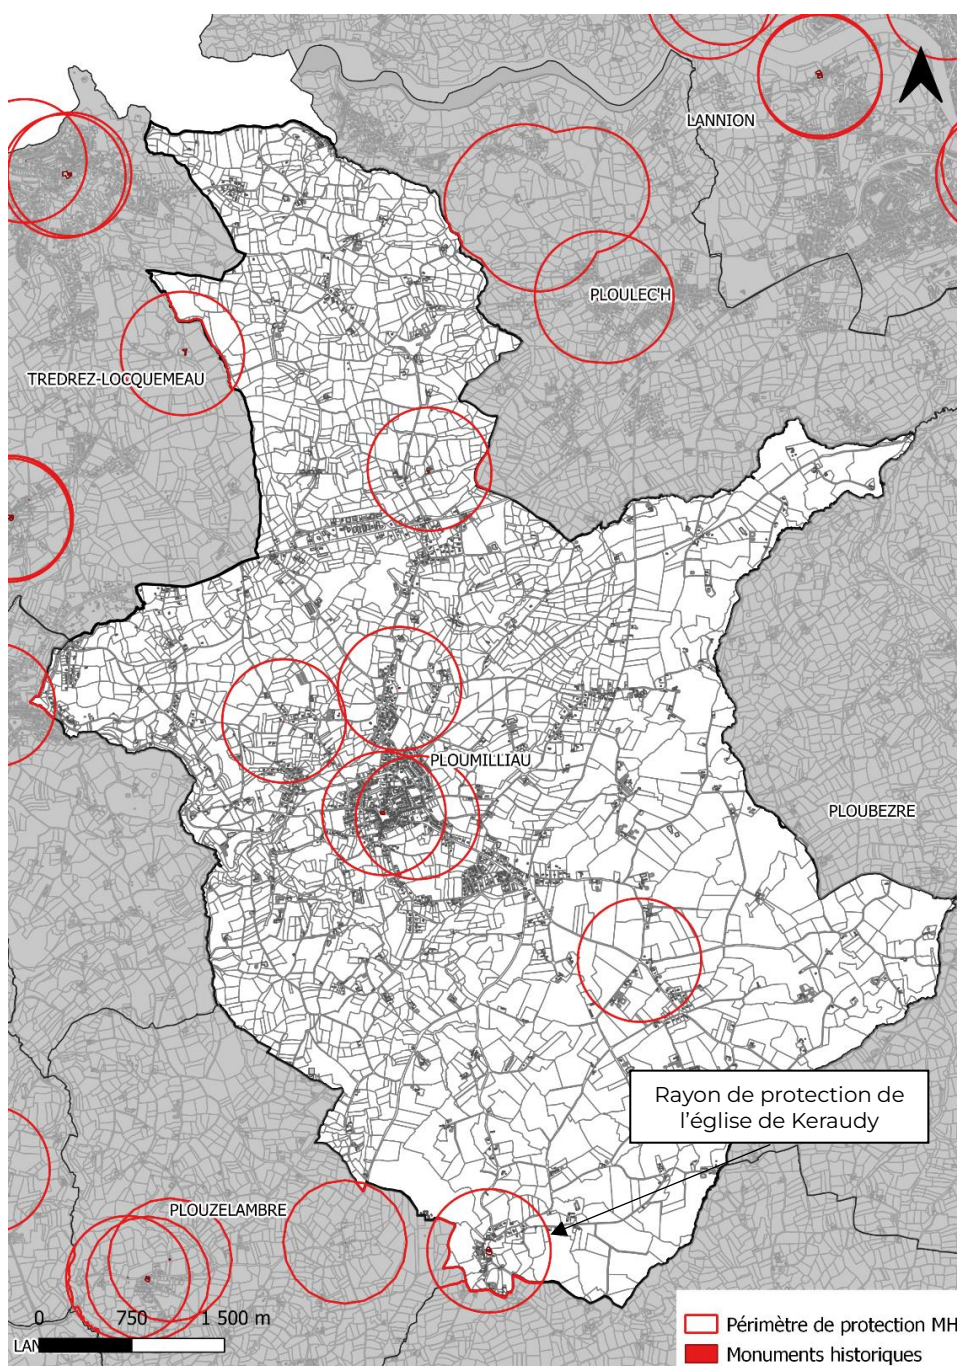 LANNION
PLOULEC'H
TREDREZ-LOCQUEMEAU
PLOUMILLIAU
PLOUBEZRE
Rayon de protection de
l'église de Keraudy
PLOUZELAMBRE
0 750 1 500 m
LAN
Périmètre de protection MH
Monuments historiques